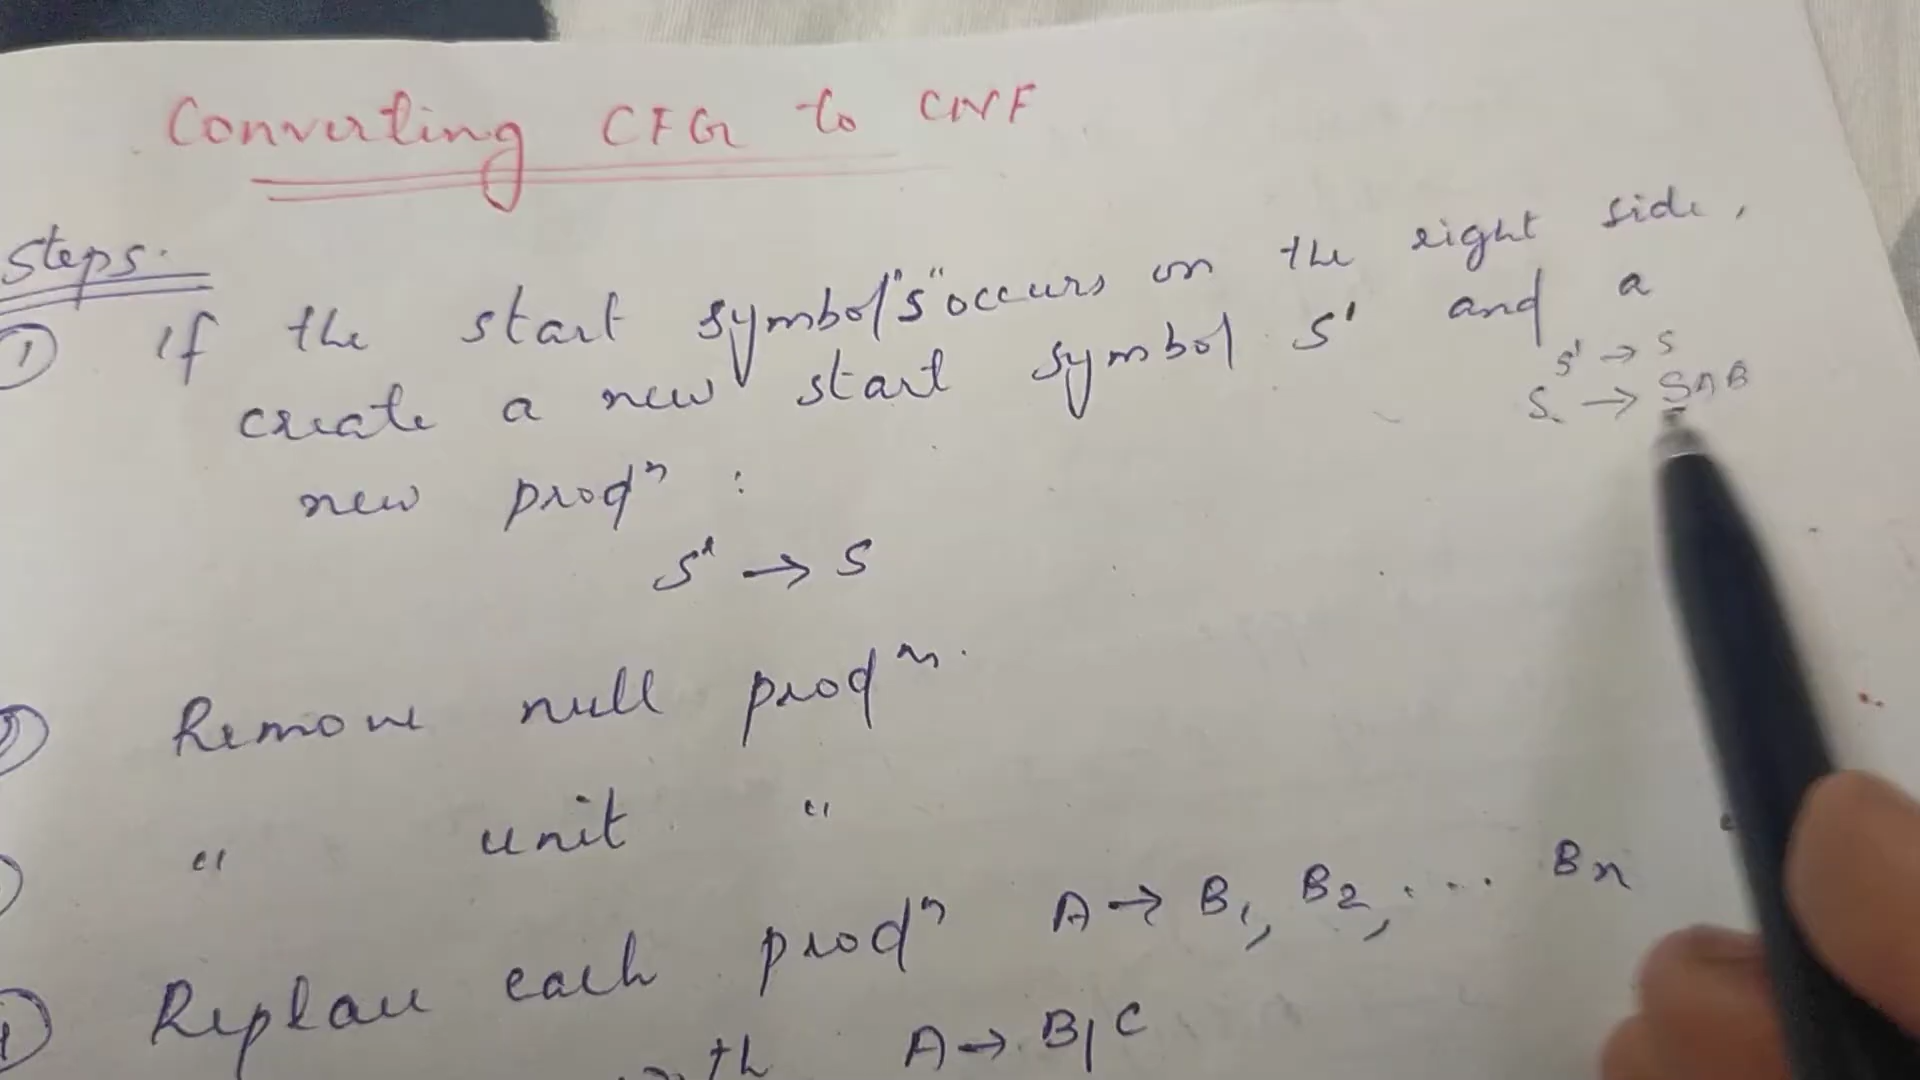 Converting CFG to CNF
Steps.
① If the start symbol "S" occurs on the right side,
create a new start symbol S' and a
S' → S
S → SAB
new prodⁿ :
S' → S
Remove null prodⁿ.
" unit "
Replace each prodⁿ A → B₁, B₂, .... Bn
A → B₁C